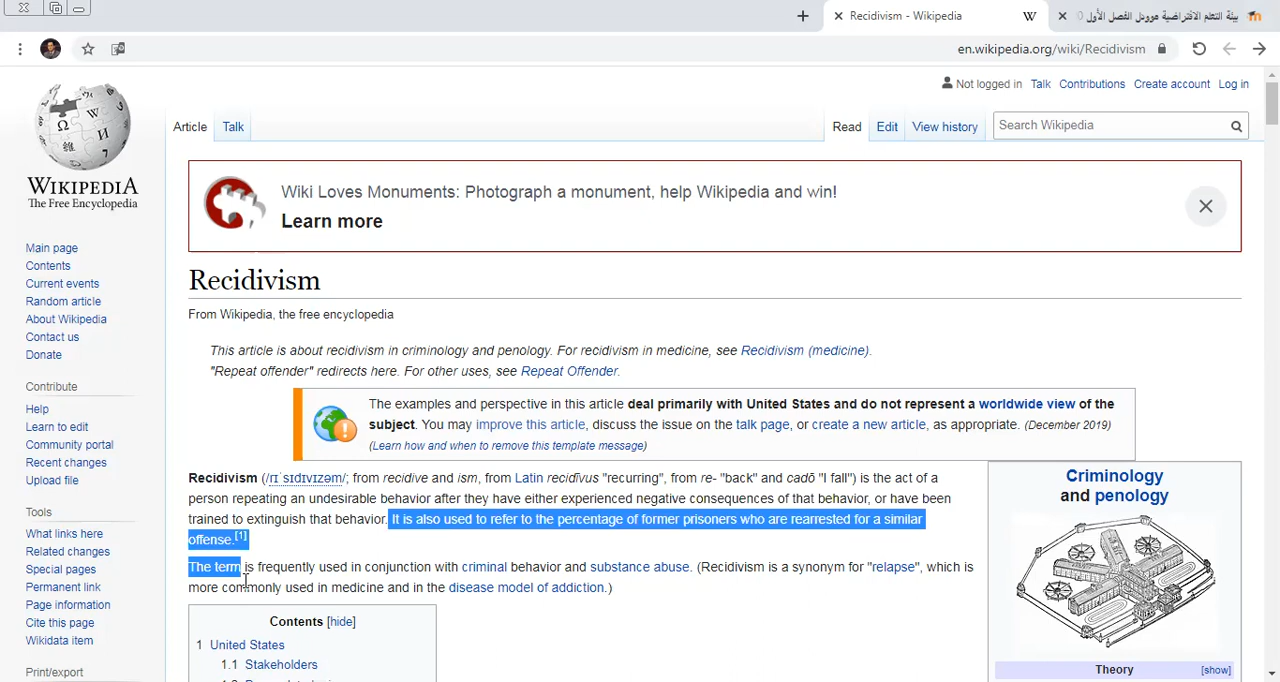 Recidivism - Wikipedia
W
بيئة التعلم الافتراضية موودل الفصل الأول
en.wikipedia.org/wiki/Recidivism
Not logged in Talk Contributions Create account Log in
Article Talk Read Edit View history Search Wikipedia
WIKIPEDIA
The Free Encyclopedia
Main page
Contents
Current events
Random article
About Wikipedia
Contact us
Donate
Contribute
Help
Learn to edit
Community portal
Recent changes
Upload file
Tools
What links here
Related changes
Special pages
Permanent link
Page information
Cite this page
Wikidata item
Print/export
Wiki Loves Monuments: Photograph a monument, help Wikipedia and win!
Learn more
Recidivism
From Wikipedia, the free encyclopedia
This article is about recidivism in criminology and penology. For recidivism in medicine, see Recidivism (medicine).
"Repeat offender" redirects here. For other uses, see Repeat Offender.
The examples and perspective in this article deal primarily with United States and do not represent a worldwide view of the
subject. You may improve this article, discuss the issue on the talk page, or create a new article, as appropriate. (December 2019)
(Learn how and when to remove this template message)
Recidivism (/rɪˈsɪdɪvɪzəm/; from recidive and ism, from Latin recidīvus "recurring", from re- "back" and cadō "I fall") is the act of a
person repeating an undesirable behavior after they have either experienced negative consequences of that behavior, or have been
trained to extinguish that behavior. It is also used to refer to the percentage of former prisoners who are rearrested for a similar
offense.[1]
The term is frequently used in conjunction with criminal behavior and substance abuse. (Recidivism is a synonym for "relapse", which is
more commonly used in medicine and in the disease model of addiction.)
Contents [hide]
1 United States
1.1 Stakeholders
Criminology
and penology
Theory [show]